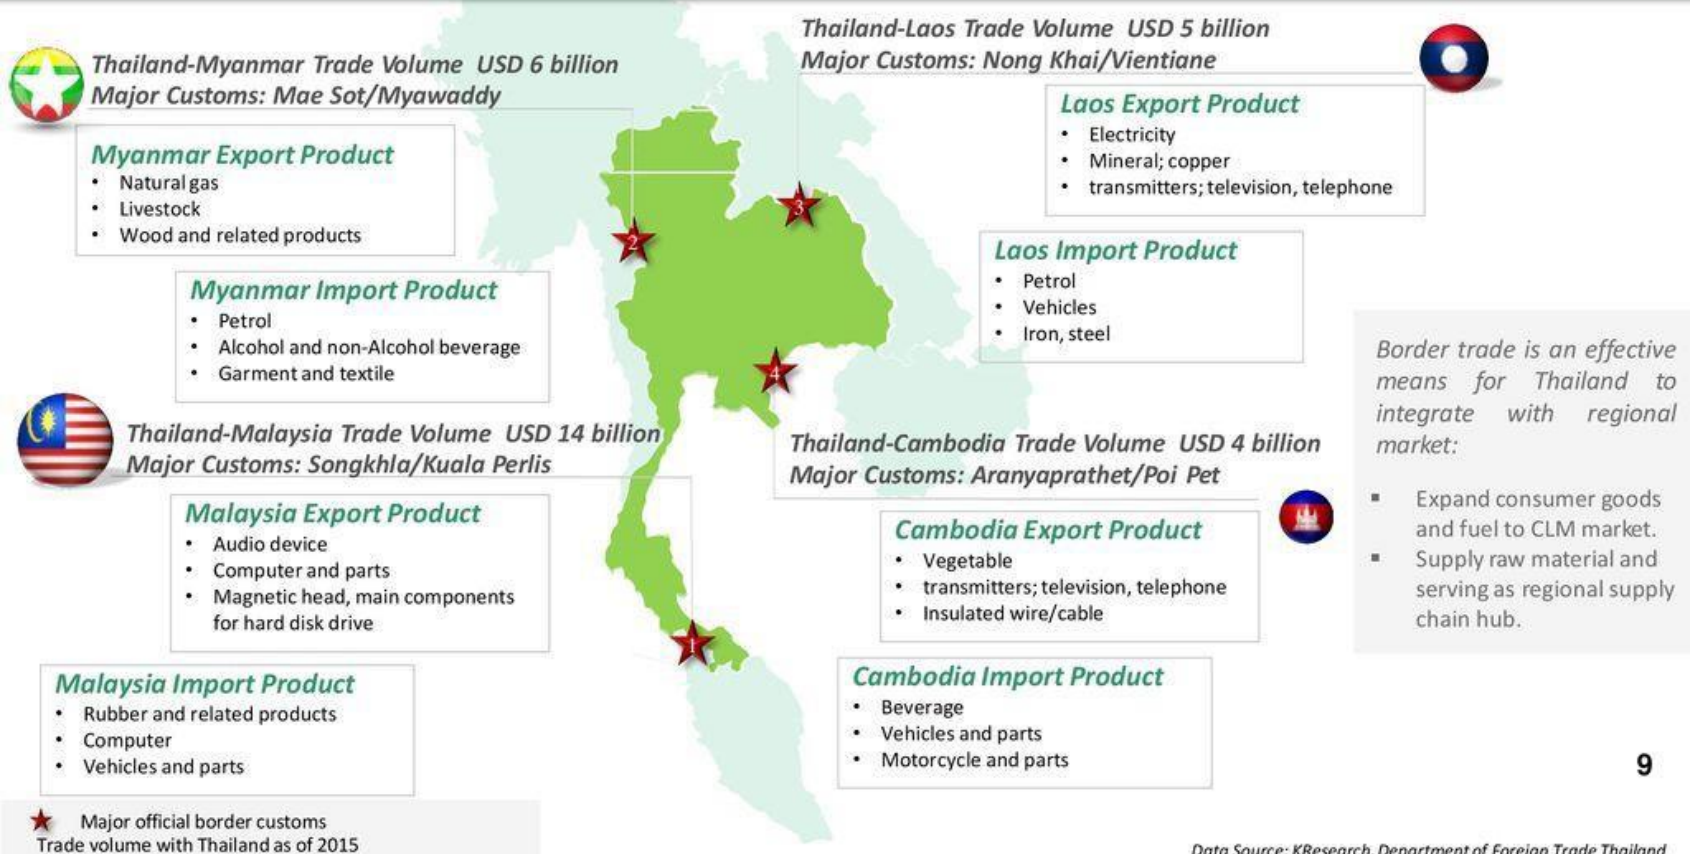 Thailand-Laos Trade Volume USD 5 billion
Major Customs: Nong Khai/Vientiane
Thailand-Myanmar Trade Volume USD 6 billion
Major Customs: Mae Sot/Myawaddy
Laos Export Product
• Electricity
• Mineral; copper
• transmitters; television, telephone
Myanmar Export Product
• Natural gas
• Livestock
• Wood and related products
3
2
Laos Import Product
• Petrol
• Vehicles
• Iron, steel
Myanmar Import Product
• Petrol
• Alcohol and non-Alcohol beverage
• Garment and textile
4
Border trade is an effective
means for Thailand to
integrate with regional
market:
▪ Expand consumer goods
and fuel to CLM market.
▪ Supply raw material and
serving as regional supply
chain hub.
Thailand-Malaysia Trade Volume USD 14 billion
Major Customs: Songkhla/Kuala Perlis
Thailand-Cambodia Trade Volume USD 4 billion
Major Customs: Aranyaprathet/Poi Pet
Malaysia Export Product
• Audio device
• Computer and parts
• Magnetic head, main components
for hard disk drive
Cambodia Export Product
• Vegetable
• transmitters; television, telephone
• Insulated wire/cable
1
Malaysia Import Product
• Rubber and related products
• Computer
• Vehicles and parts
Cambodia Import Product
• Beverage
• Vehicles and parts
• Motorcycle and parts
9
Major official border customs
Trade volume with Thailand as of 2015
Data Source: KResearch, Department of Foreign Trade Thailand